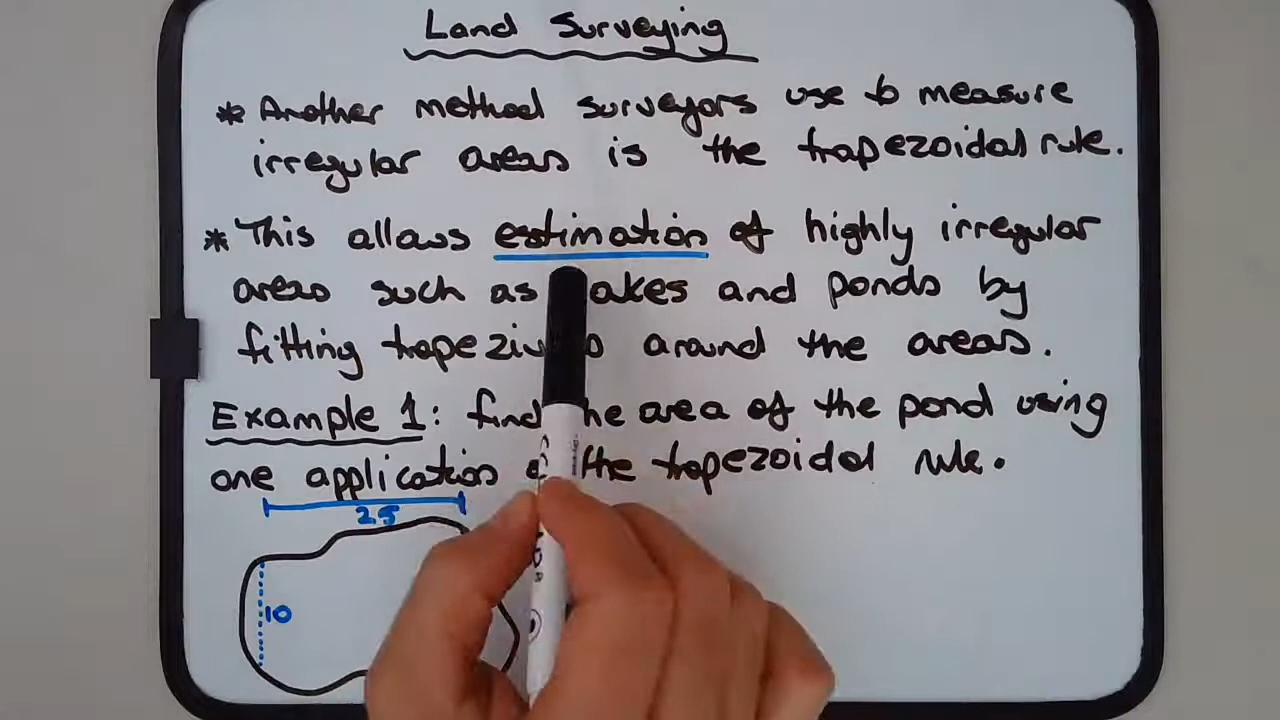 Land Surveying
* Another method surveyors use to measure
irregular areas is the trapezoidal rule.
* This allows estimation of highly irregular
areas such as akes and ponds by
fitting trapeziu s around the areas.
Example 1: find he area of the pond using
one application the trapezoidal rule.
25
10